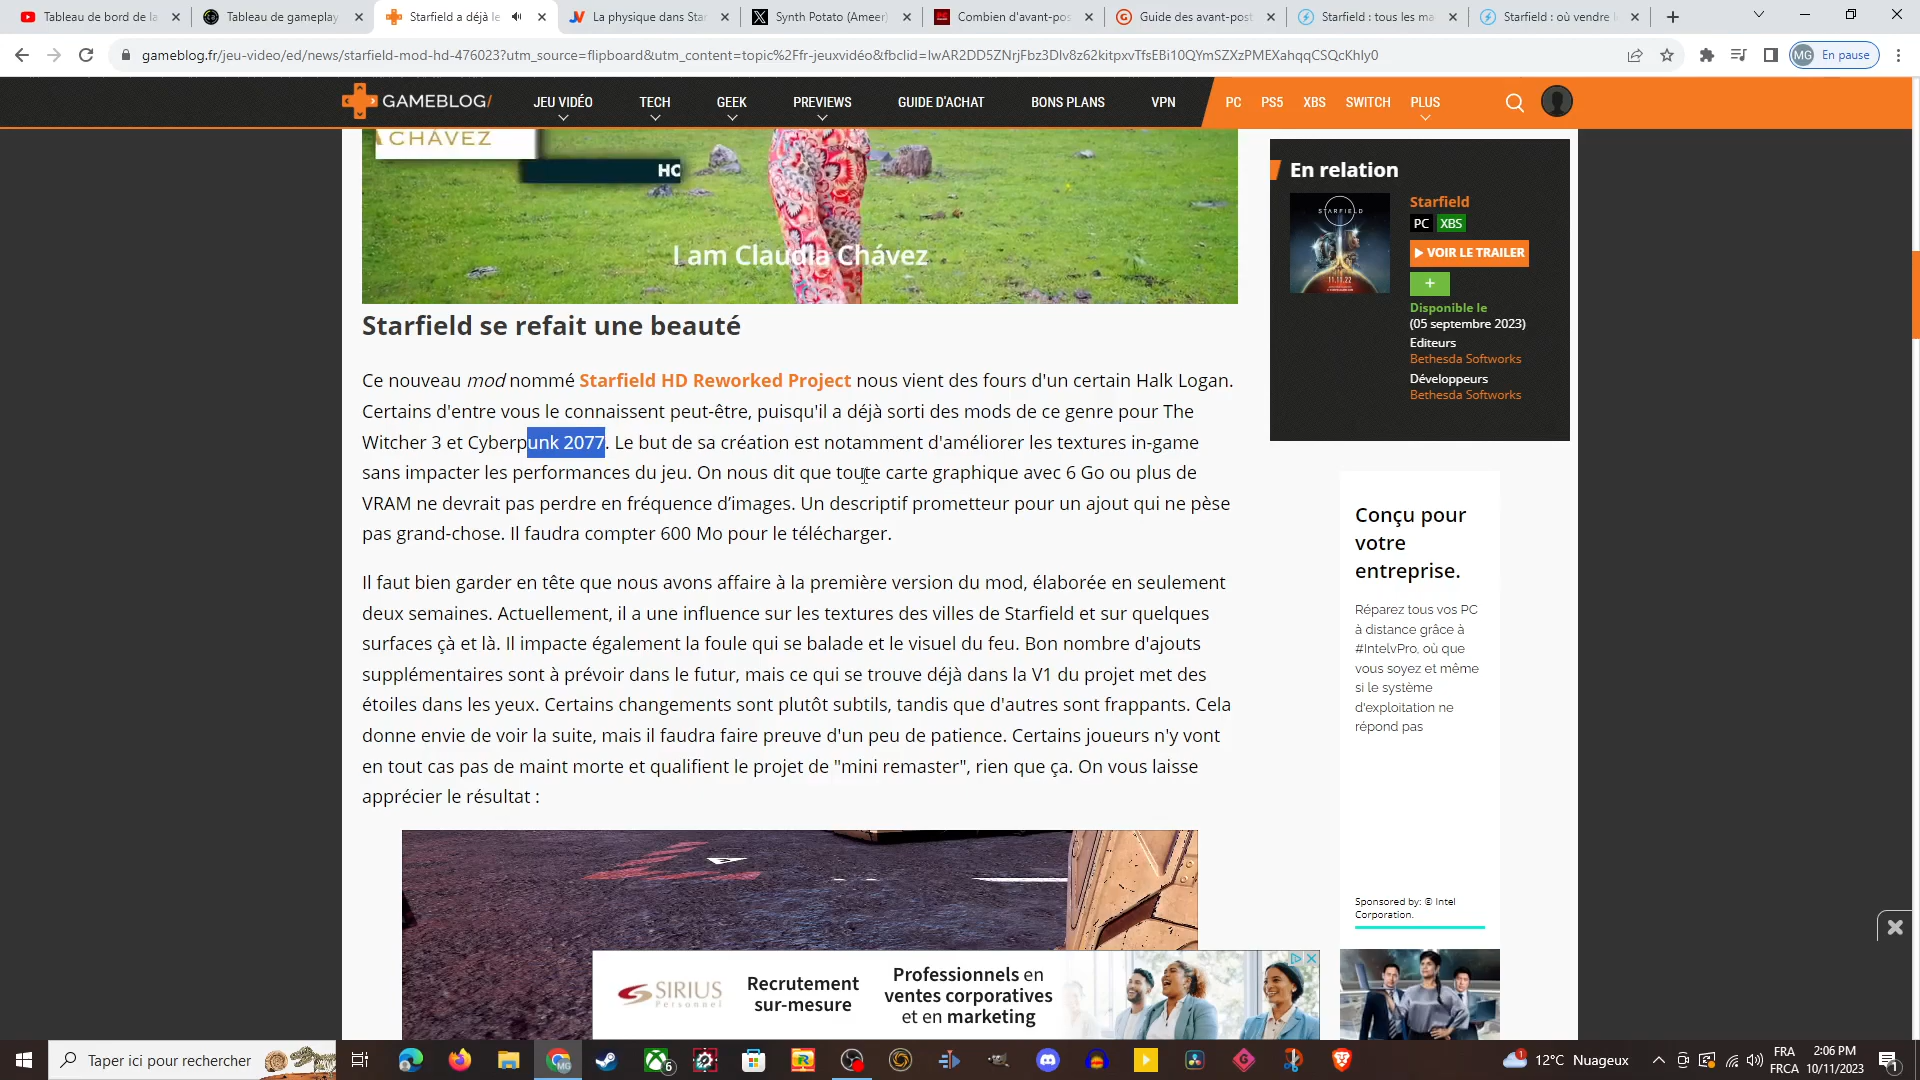 Tableau de bord de la
Tableau de gameplay
Starfield a déjà le
La physique dans Star
Synth Potato (Ameer)
Combien d'avant-pos
Guide des avant-post
Starfield : tous les ma
Starfield : où vendre l
gameblog.fr/jeu-video/ed/news/starfield-mod-hd-476023?utm_source=flipboard&utm_content=topic%2Ffr-jeuxvidéo&fbclid=IwAR2DD5ZNrjFbz3Dlv8z62kitpxvTfsEBi10QYmSZXzPMEXahqqCSQcKhly0
MG En pause
GAMEBLOG/
JEU VIDÉO
TECH
GEEK
PREVIEWS
GUIDE D'ACHAT
BONS PLANS
VPN
PC
PS5
XBS
SWITCH
PLUS
CHÁVEZ
HO
I am Claudia Chávez
Starfield se refait une beauté
Ce nouveau mod nommé Starfield HD Reworked Project nous vient des fours d'un certain Halk Logan.
Certains d'entre vous le connaissent peut-être, puisqu'il a déjà sorti des mods de ce genre pour The
Witcher 3 et Cyberpunk 2077. Le but de sa création est notamment d'améliorer les textures in-game
sans impacter les performances du jeu. On nous dit que toute carte graphique avec 6 Go ou plus de
VRAM ne devrait pas perdre en fréquence d’images. Un descriptif prometteur pour un ajout qui ne pèse
pas grand-chose. Il faudra compter 600 Mo pour le télécharger.
Il faut bien garder en tête que nous avons affaire à la première version du mod, élaborée en seulement
deux semaines. Actuellement, il a une influence sur les textures des villes de Starfield et sur quelques
surfaces çà et là. Il impacte également la foule qui se balade et le visuel du feu. Bon nombre d'ajouts
supplémentaires sont à prévoir dans le futur, mais ce qui se trouve déjà dans la V1 du projet met des
étoiles dans les yeux. Certains changements sont plutôt subtils, tandis que d'autres sont frappants. Cela
donne envie de voir la suite, mais il faudra faire preuve d'un peu de patience. Certains joueurs n'y vont
en tout cas pas de maint morte et qualifient le projet de "mini remaster", rien que ça. On vous laisse
apprécier le résultat :
En relation
STARFIELD
11.11.22
Starfield
PC XBS
VOIR LE TRAILER
+
Disponible le
(05 septembre 2023)
Editeurs
Bethesda Softworks
Développeurs
Bethesda Softworks
Conçu pour
votre
entreprise.
Réparez tous vos PC
à distance grâce à
#IntelvPro, où que
vous soyez et même
si le système
d'exploitation ne
répond pas
Sponsored by: © Intel
Corporation.
SIRIUS
Personnel
Recrutement
sur-mesure
Professionnels en
ventes corporatives
et en marketing
Taper ici pour rechercher
6
1
12°C Nuageux
FRA
FRCA
2:06 PM
10/11/2023
1